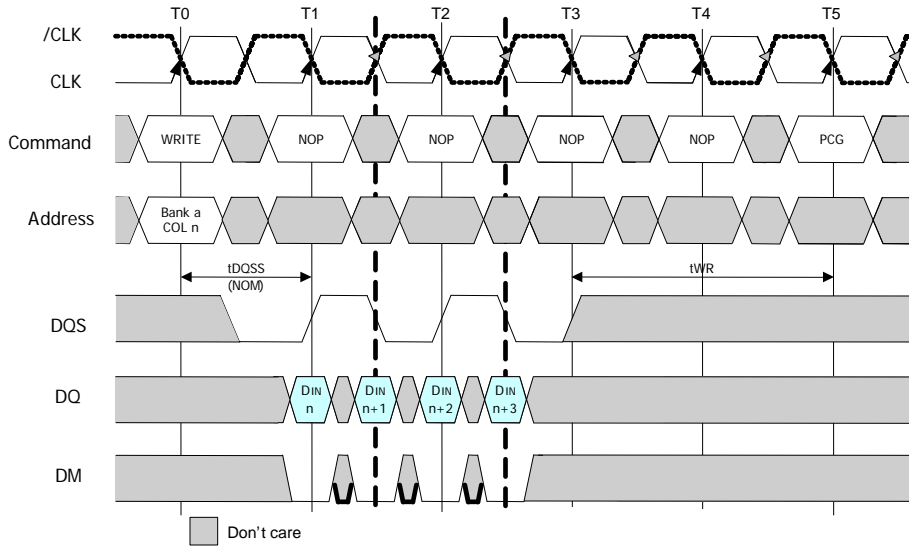 T0 T1 T2 T3 T4 T5
/CLK
CLK
Command WRITE NOP NOP NOP NOP PCG
Address Bank a
COL n
tDQSS
(NOM)
tWR
DQS
DQ DIN
n DIN
n+1 DIN
n+2 DIN
n+3
DM
Don't care